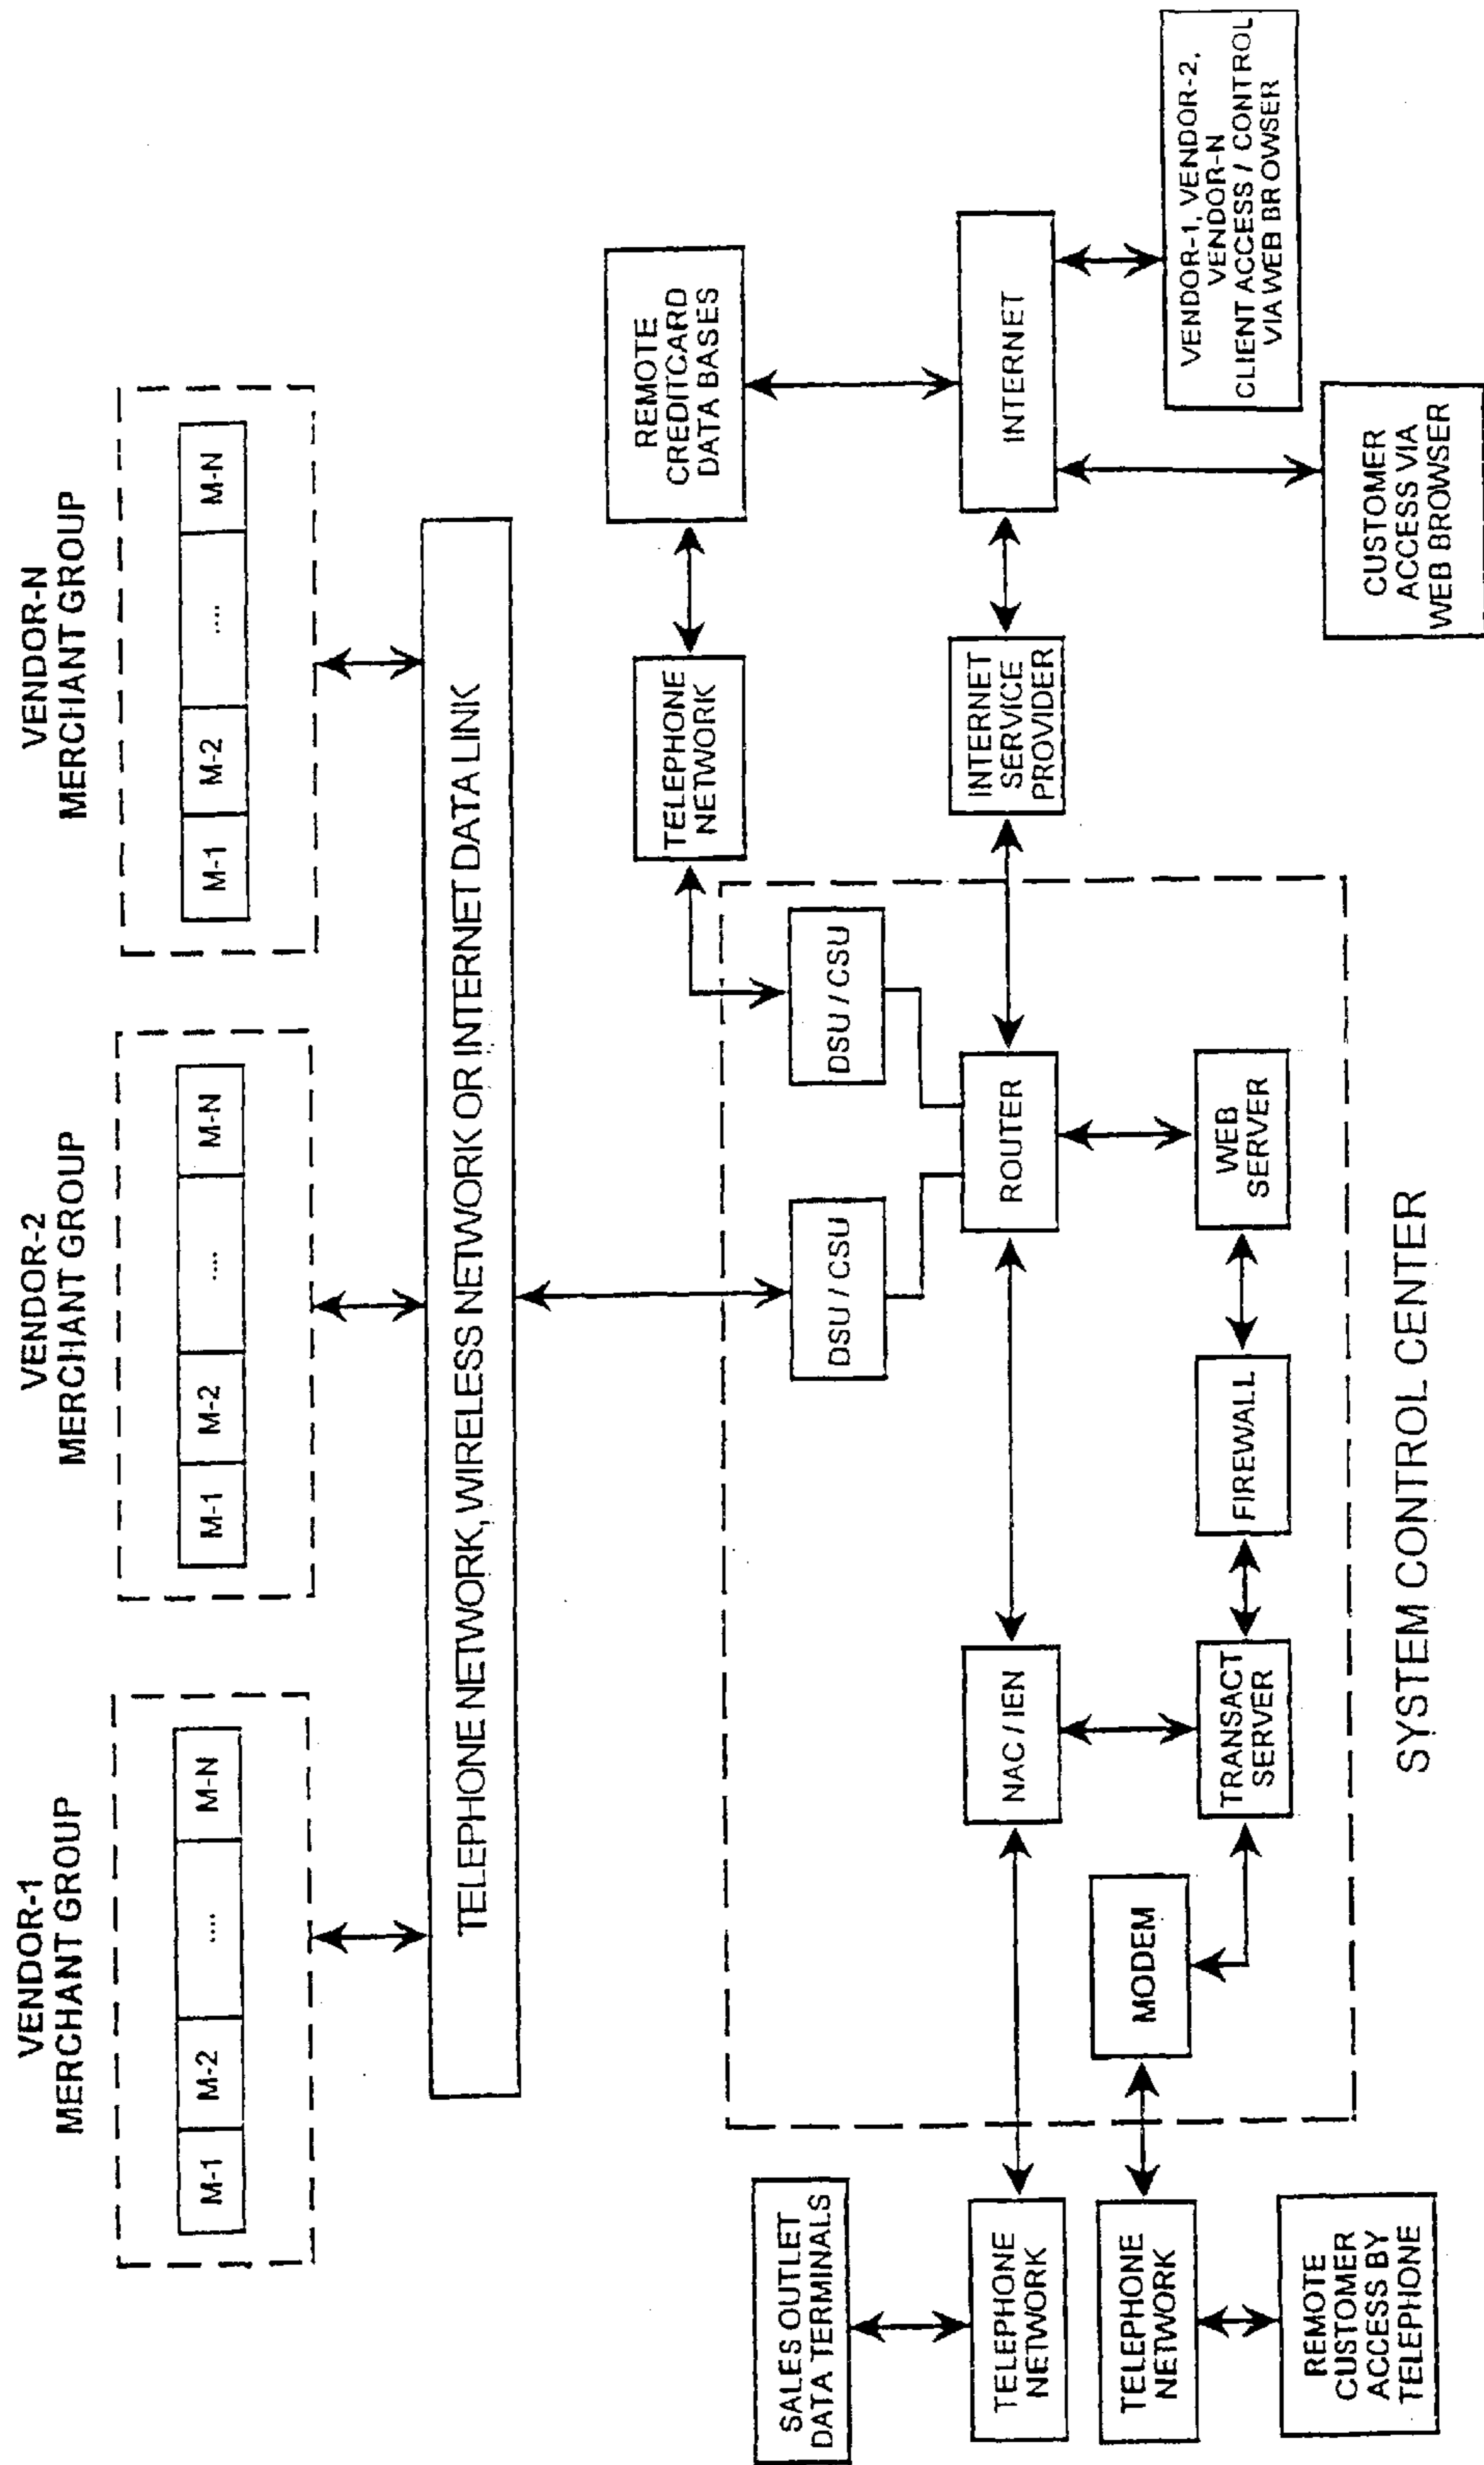 VENDOR-1
MERCHANT GROUP
M-1
M-2
....
M-N
VENDOR-2
MERCHANT GROUP
M-1
M-2
....
M-N
VENDOR-N
MERCHANT GROUP
M-1
M-2
....
M-N
TELEPHONE NETWORK, WIRELESS NETWORK OR INTERNET DATA LINK
SALES OUTLET
DATA TERMINALS
TELEPHONE
NETWORK
TELEPHONE
NETWORK
REMOTE
CUSTOMER
ACCESS BY
TELEPHONE
MODEM
NAC / IEN
TRANSACT
SERVER
FIREWALL
WEB
SERVER
ROUTER
DSU / CSU
DSU / CSU
TELEPHONE
NETWORK
REMOTE
CREDITCARD
DATA BASES
INTERNET
SERVICE
PROVIDER
INTERNET
VENDOR-1, VENDOR-2,
VENDOR-N
CLIENT ACCESS / CONTROL
VIA WEB BROWSER
CUSTOMER
ACCESS VIA
WEB BROWSER
SYSTEM CONTROL CENTER